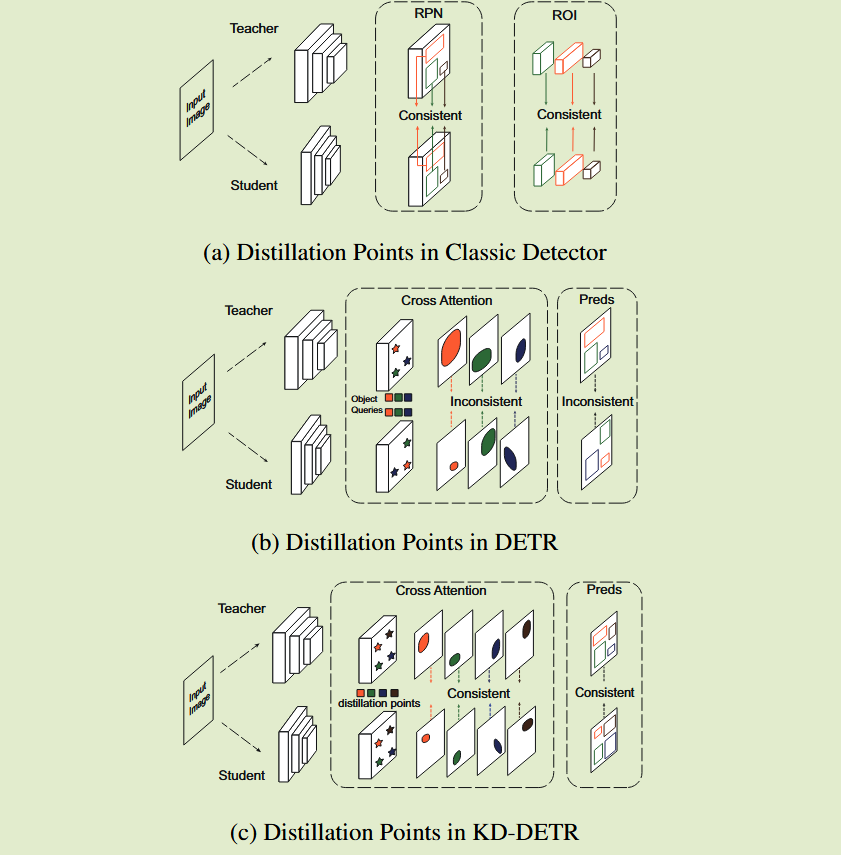 RPN
ROI
Teacher
Input
Image
Consistent
Consistent
Student
(a) Distillation Points in Classic Detector
Cross Attention
Preds
Teacher
Input
Image
Object
Queries
Inconsistent
Inconsistent
Student
(b) Distillation Points in DETR
Cross Attention
Preds
Teacher
Input
Image
distillation points
Consistent
Consistent
Student
(c) Distillation Points in KD-DETR